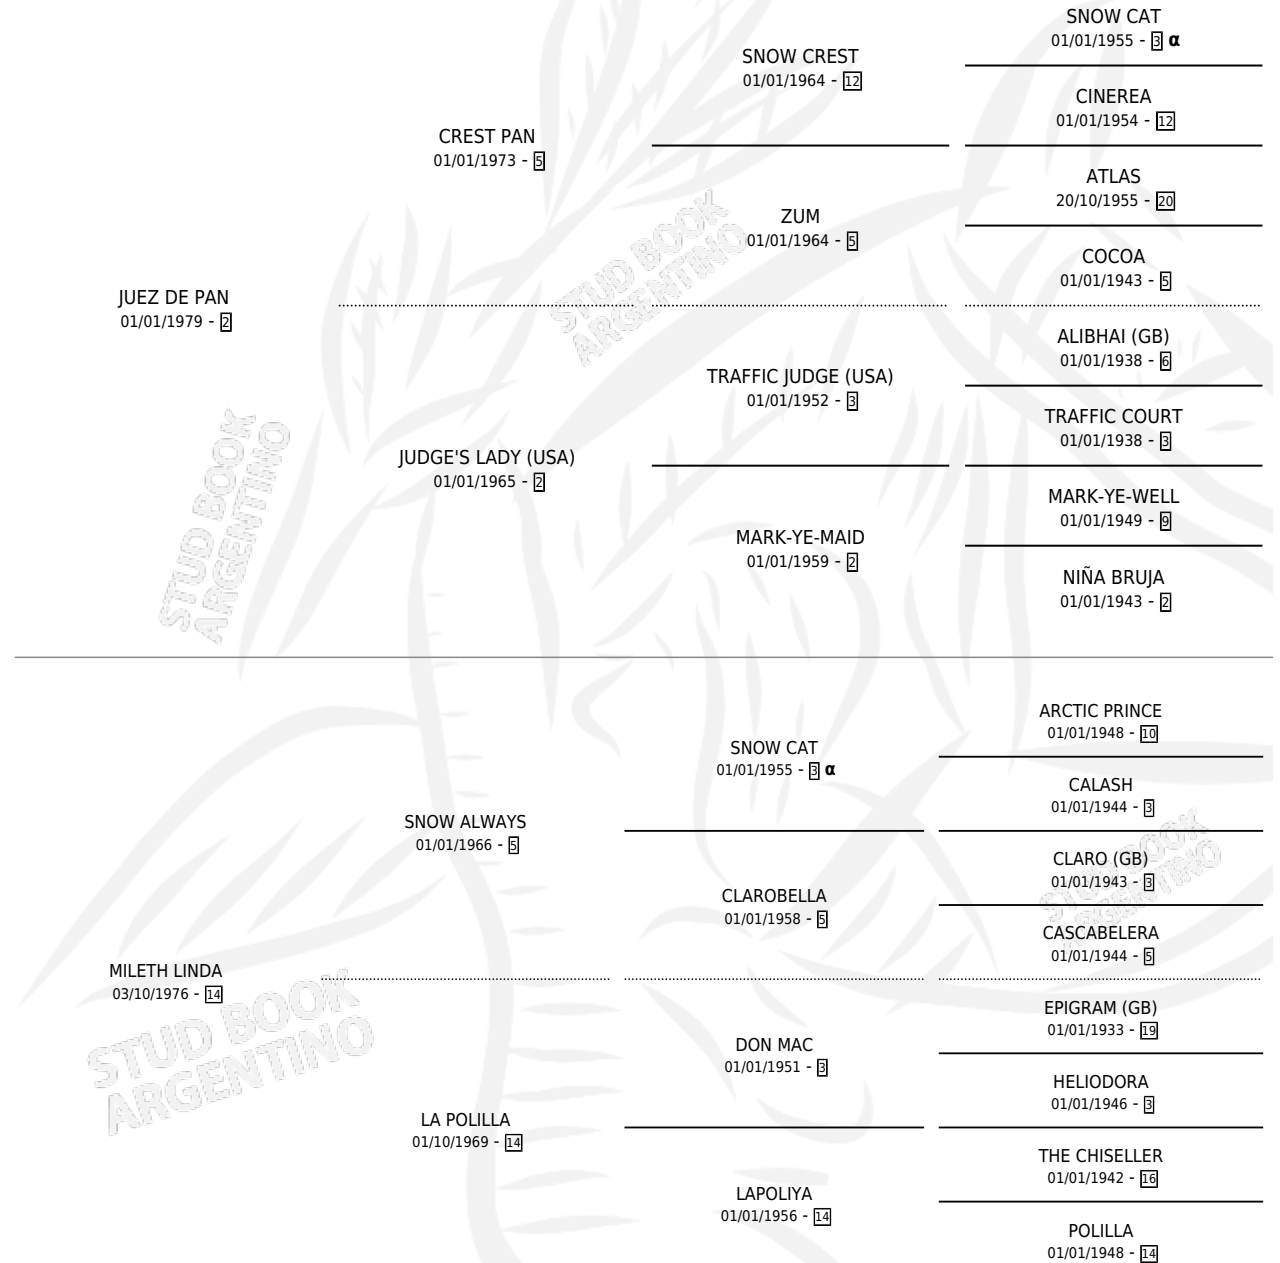 SNOW CAT
01/01/1955 - 3 α
SNOW CREST
01/01/1964 - 12
CINEREA
01/01/1954 - 12
CREST PAN
01/01/1973 - 5
ATLAS
20/10/1955 - 20
ZUM
01/01/1964 - 5
COCOA
01/01/1943 - 5
JUEZ DE PAN
01/01/1979 - 2
ALIBHAI (GB)
01/01/1938 - 6
TRAFFIC JUDGE (USA)
01/01/1952 - 3
TRAFFIC COURT
01/01/1938 - 3
JUDGE'S LADY (USA)
01/01/1965 - 2
MARK-YE-WELL
01/01/1949 - 9
MARK-YE-MAID
01/01/1959 - 2
NIÑA BRUJA
01/01/1943 - 2
ARCTIC PRINCE
01/01/1948 - 10
SNOW CAT
01/01/1955 - 3 α
CALASH
01/01/1944 - 3
SNOW ALWAYS
01/01/1966 - 5
CLARO (GB)
01/01/1943 - 3
CLAROBELLA
01/01/1958 - 5
CASCABELERA
01/01/1944 - 5
MILETH LINDA
03/10/1976 - 14
EPIGRAM (GB)
01/01/1933 - 19
DON MAC
01/01/1951 - 3
HELIODORA
01/01/1946 - 3
LA POLILLA
01/10/1969 - 14
THE CHISELLER
01/01/1942 - 16
LAPOLIYA
01/01/1956 - 14
POLILLA
01/01/1948 - 14
STUD BOOK
ARGENTINO
STUD BOOK
ARGENTINO
STUD BOOK
ARGENTINO
STUD BOOK
ARGENTINO